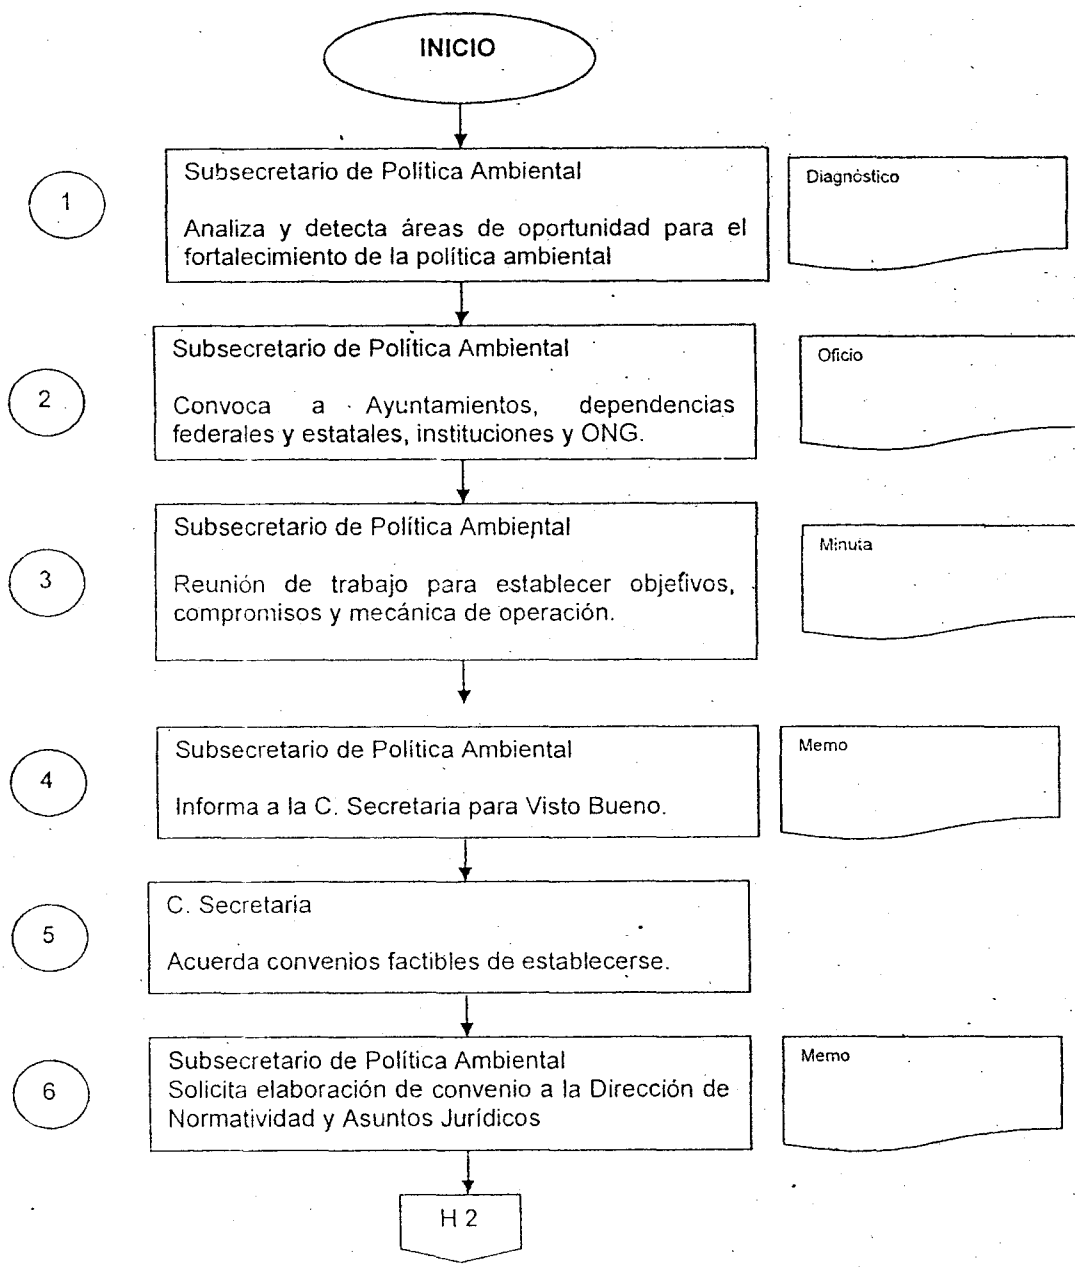 INICIO
1
Subsecretario de Política Ambiental
Analiza y detecta áreas de oportunidad para el
fortalecimiento de la política ambiental
Diagnóstico
2
Subsecretario de Política Ambiental
Convoca a Ayuntamientos, dependencias
federales y estatales, instituciones y ONG.
Oficio
3
Subsecretario de Política Ambiental
Reunión de trabajo para establecer objetivos,
compromisos y mecánica de operación.
Minuta
4
Subsecretario de Política Ambiental
Informa a la C. Secretaria para Visto Bueno.
Memo
5
C. Secretaria
Acuerda convenios factibles de establecerse.
6
Subsecretario de Política Ambiental
Solicita elaboración de convenio a la Dirección de
Normatividad y Asuntos Jurídicos
Memo
H 2